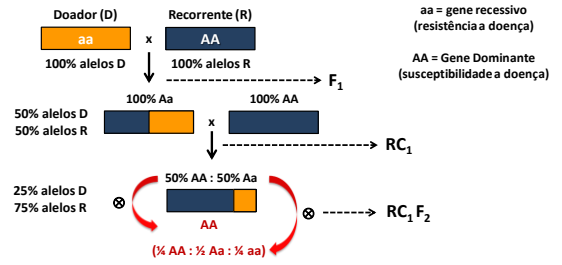 Doador (D)
Recorrente (R)
aa = gene recessivo
(resistência a doença)
aa
x
AA
AA = Gene Dominante
(susceptibilidade a doença)
100% alelos D
100% alelos R
F1
100% Aa
100% AA
50% alelos D
50% alelos R
x
RC1
50% AA : 50% Aa
25% alelos D
75% alelos R
AA
RC1 F2
(¼ AA : ½ Aa : ¼ aa)